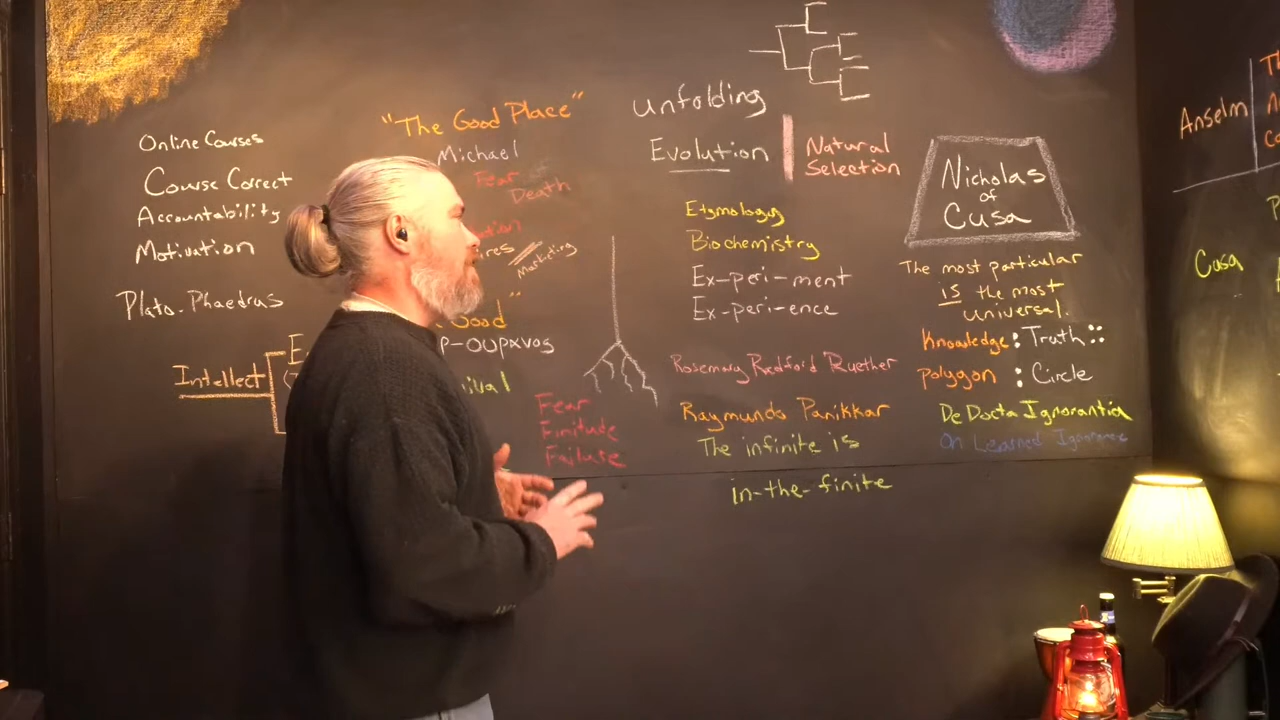 Online Courses
Course Correct
Accountability
Motivation
Plato. Phaedrus
Intellect
E
"The Good Place"
Michael
Fear
Death
Marketing
Good"
P-oupxvos
Fear
Finitude
Failure
unfolding
Evolution
Natural
Selection
Etymology
Biochemistry
Ex-peri-ment
Ex-peri-ence
Rosemary Redford Ruether
Raymundo Panikkar
The infinite is
in-the-finite
Nicholas
of
Cusa
The most particular
is the most
universal.
Knowledge : Truth ::
polygon : Circle
De Docta Ignorantia
On Learned Ignorance
Anselm
Cusa